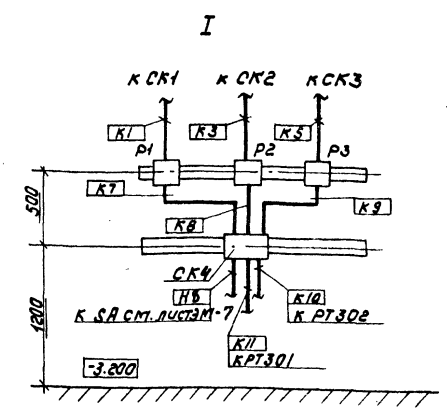 I
к СК1 к СК2 к СК3
К1 К3 К5
Р1 Р2 Р3
К7 К9
К8
500
СК4
Н8 К10
к SA см. лист ЭМ-7 к РТ302
К11
к РТ301
1200
-3.200